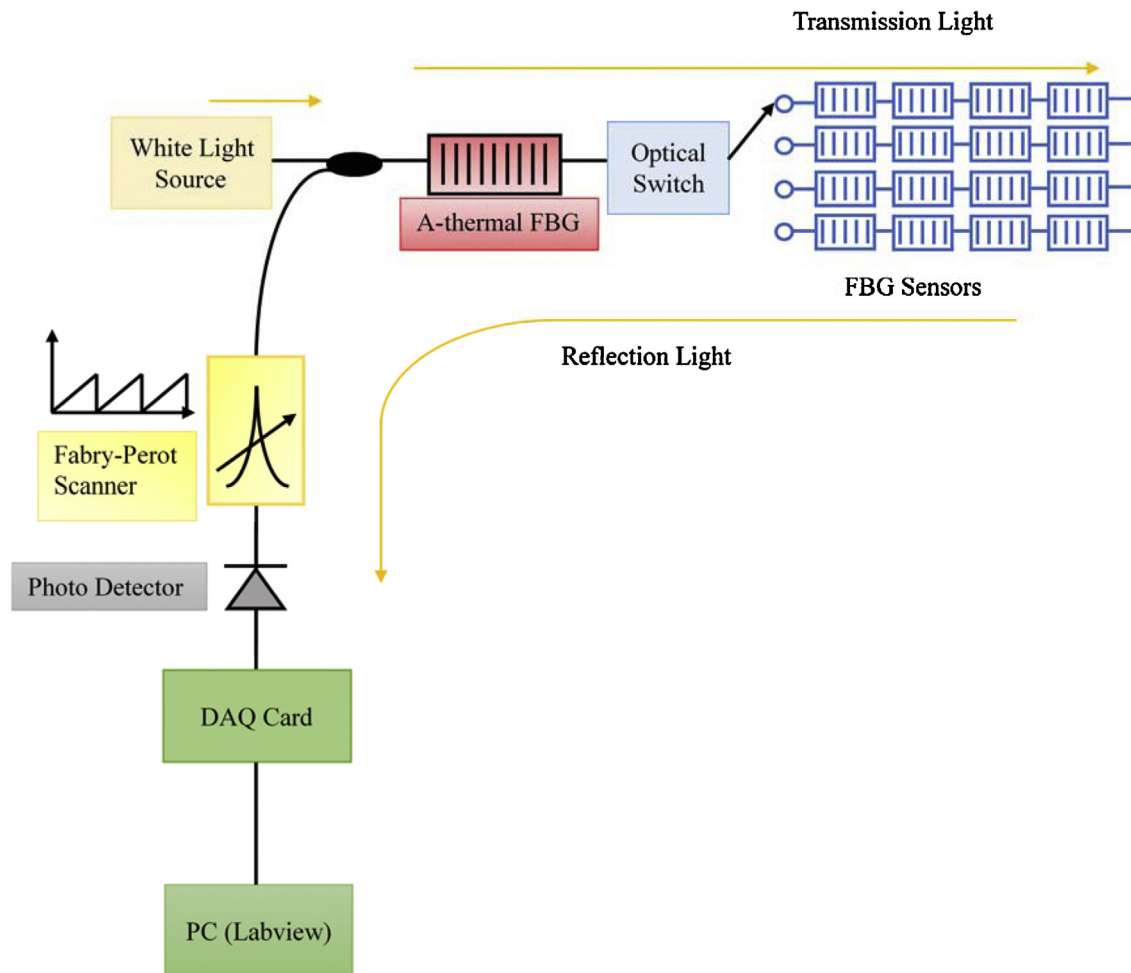 Transmission Light
White Light
Source
Optical
Switch
A-thermal FBG
FBG Sensors
Reflection Light
Fabry-Perot
Scanner
Photo Detector
DAQ Card
PC (Labview)